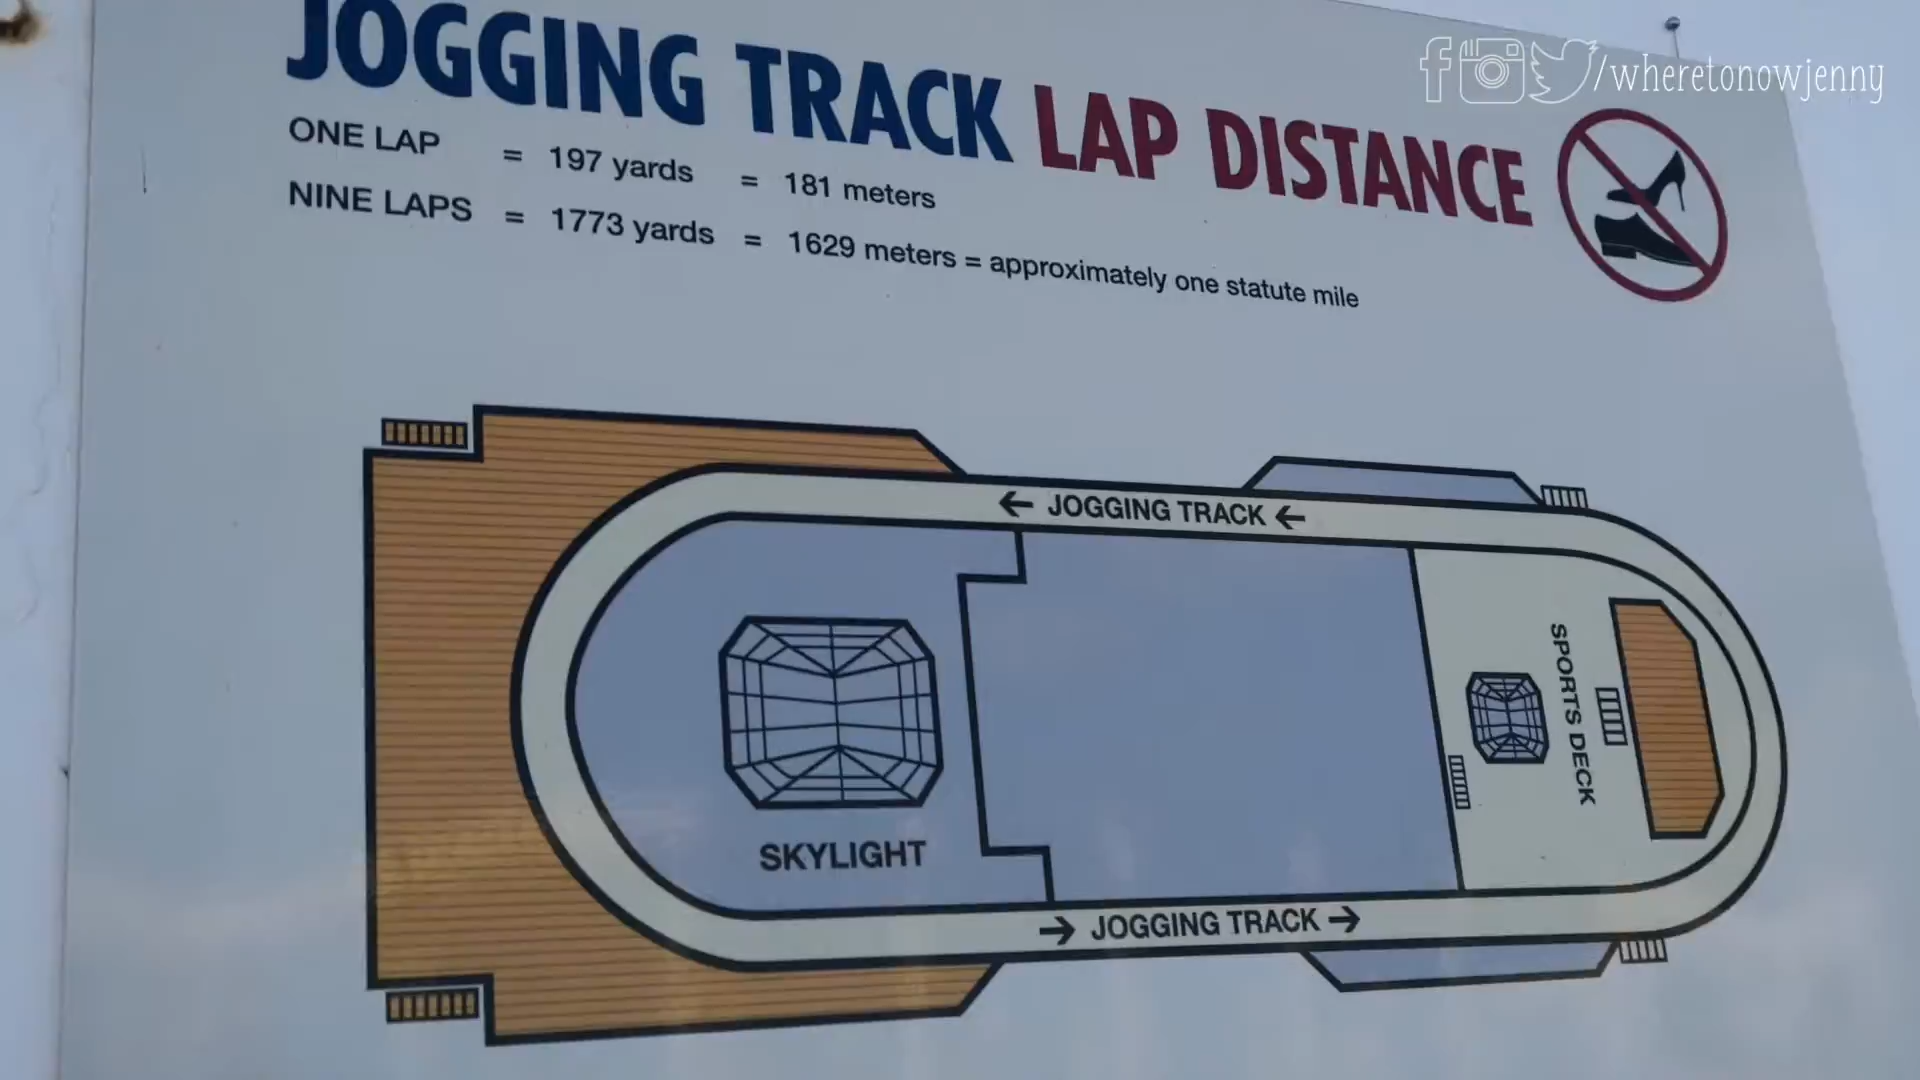 /wheretonowjenny
JOGGING TRACK LAP DISTANCE
ONE LAP = 197 yards = 181 meters
NINE LAPS = 1773 yards = 1629 meters = approximately one statute mile
← JOGGING TRACK ←
SPORTS DECK
SKYLIGHT
→ JOGGING TRACK →